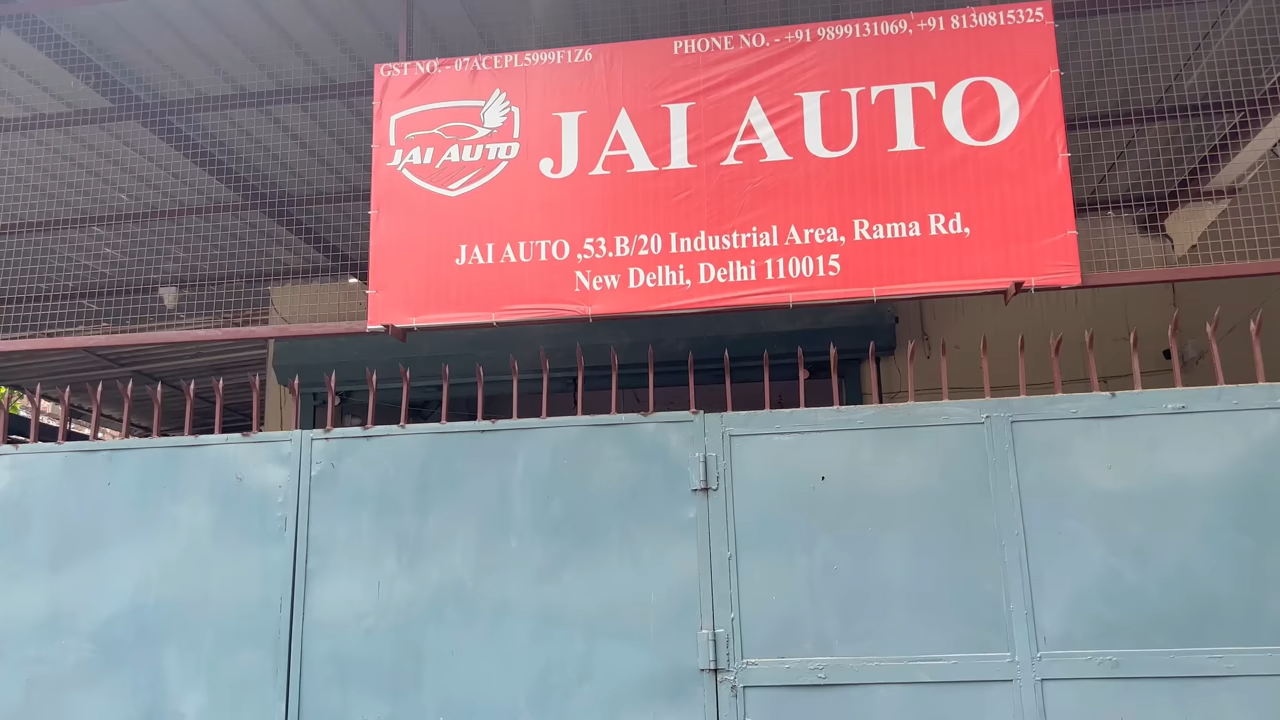 GST NO. - 07ACEPL5999F1Z6
PHONE NO. - +91 9899131069, +91 8130815325
JAI AUTO
JAI AUTO
JAI AUTO ,53.B/20 Industrial Area, Rama Rd,
New Delhi, Delhi 110015